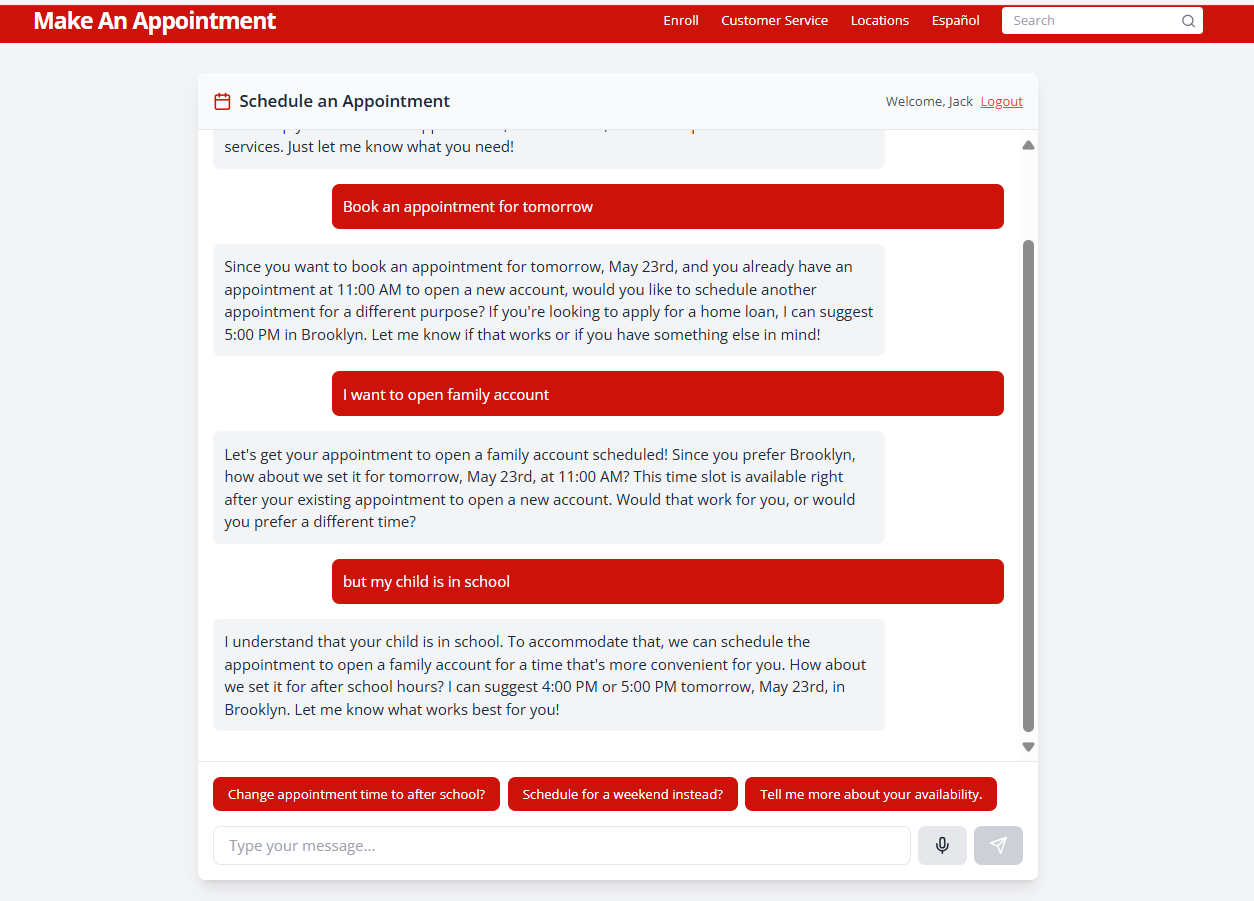 Make An Appointment
Enroll
Customer Service
Locations
Español
Search
Schedule an Appointment
Welcome, Jack Logout
services. Just let me know what you need!
Book an appointment for tomorrow
Since you want to book an appointment for tomorrow, May 23rd, and you already have an
appointment at 11:00 AM to open a new account, would you like to schedule another
appointment for a different purpose? If you're looking to apply for a home loan, I can suggest
5:00 PM in Brooklyn. Let me know if that works or if you have something else in mind!
I want to open family account
Let's get your appointment to open a family account scheduled! Since you prefer Brooklyn,
how about we set it for tomorrow, May 23rd, at 11:00 AM? This time slot is available right
after your existing appointment to open a new account. Would that work for you, or would
you prefer a different time?
but my child is in school
I understand that your child is in school. To accommodate that, we can schedule the
appointment to open a family account for a time that's more convenient for you. How about
we set it for after school hours? I can suggest 4:00 PM or 5:00 PM tomorrow, May 23rd, in
Brooklyn. Let me know what works best for you!
Change appointment time to after school?
Schedule for a weekend instead?
Tell me more about your availability.
Type your message...